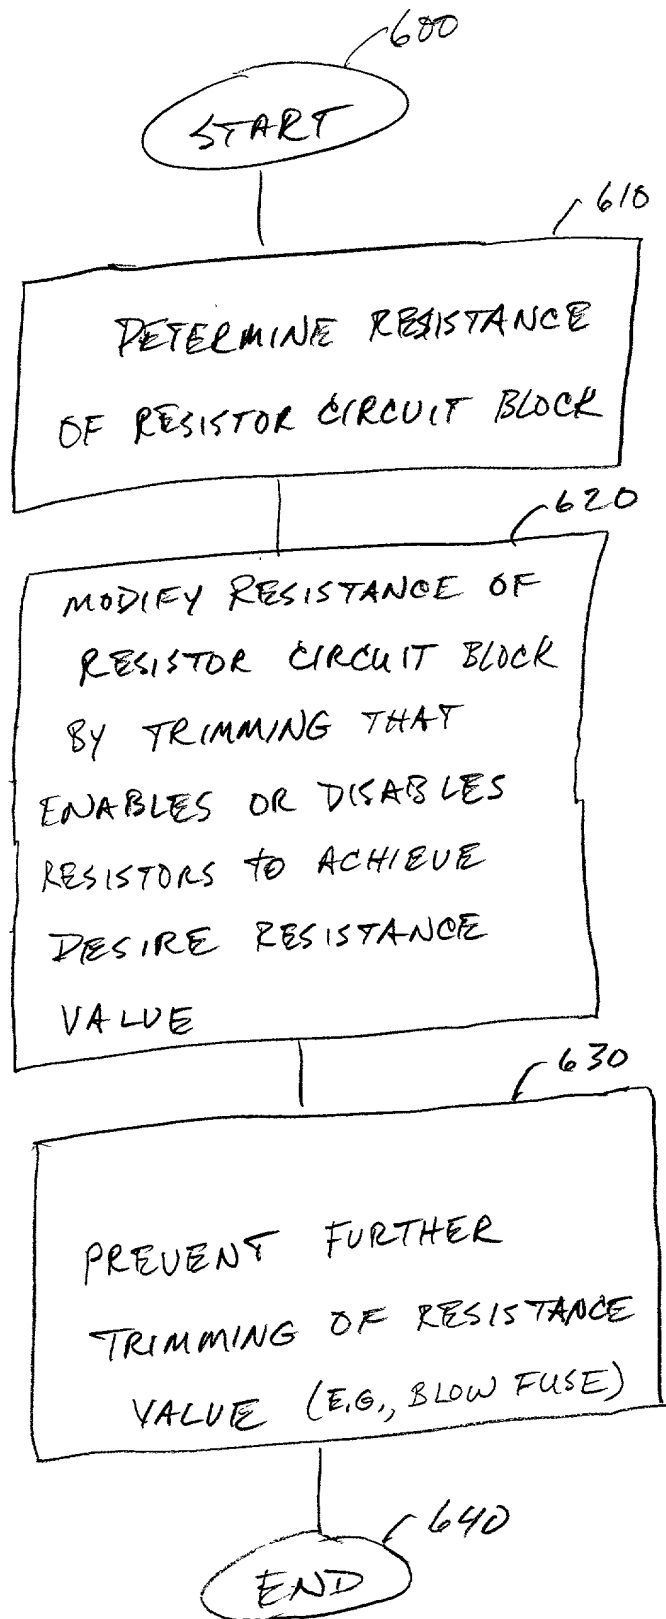 600
START
610
DETERMINE RESISTANCE
OF RESISTOR CIRCUIT BLOCK
620
MODIFY RESISTANCE OF
RESISTOR CIRCUIT BLOCK
BY TRIMMING THAT
ENABLES OR DISABLES
RESISTORS TO ACHIEVE
DESIRE RESISTANCE
VALUE
630
PREVENT FURTHER
TRIMMING OF RESISTANCE
VALUE (E.G., BLOW FUSE)
640
END